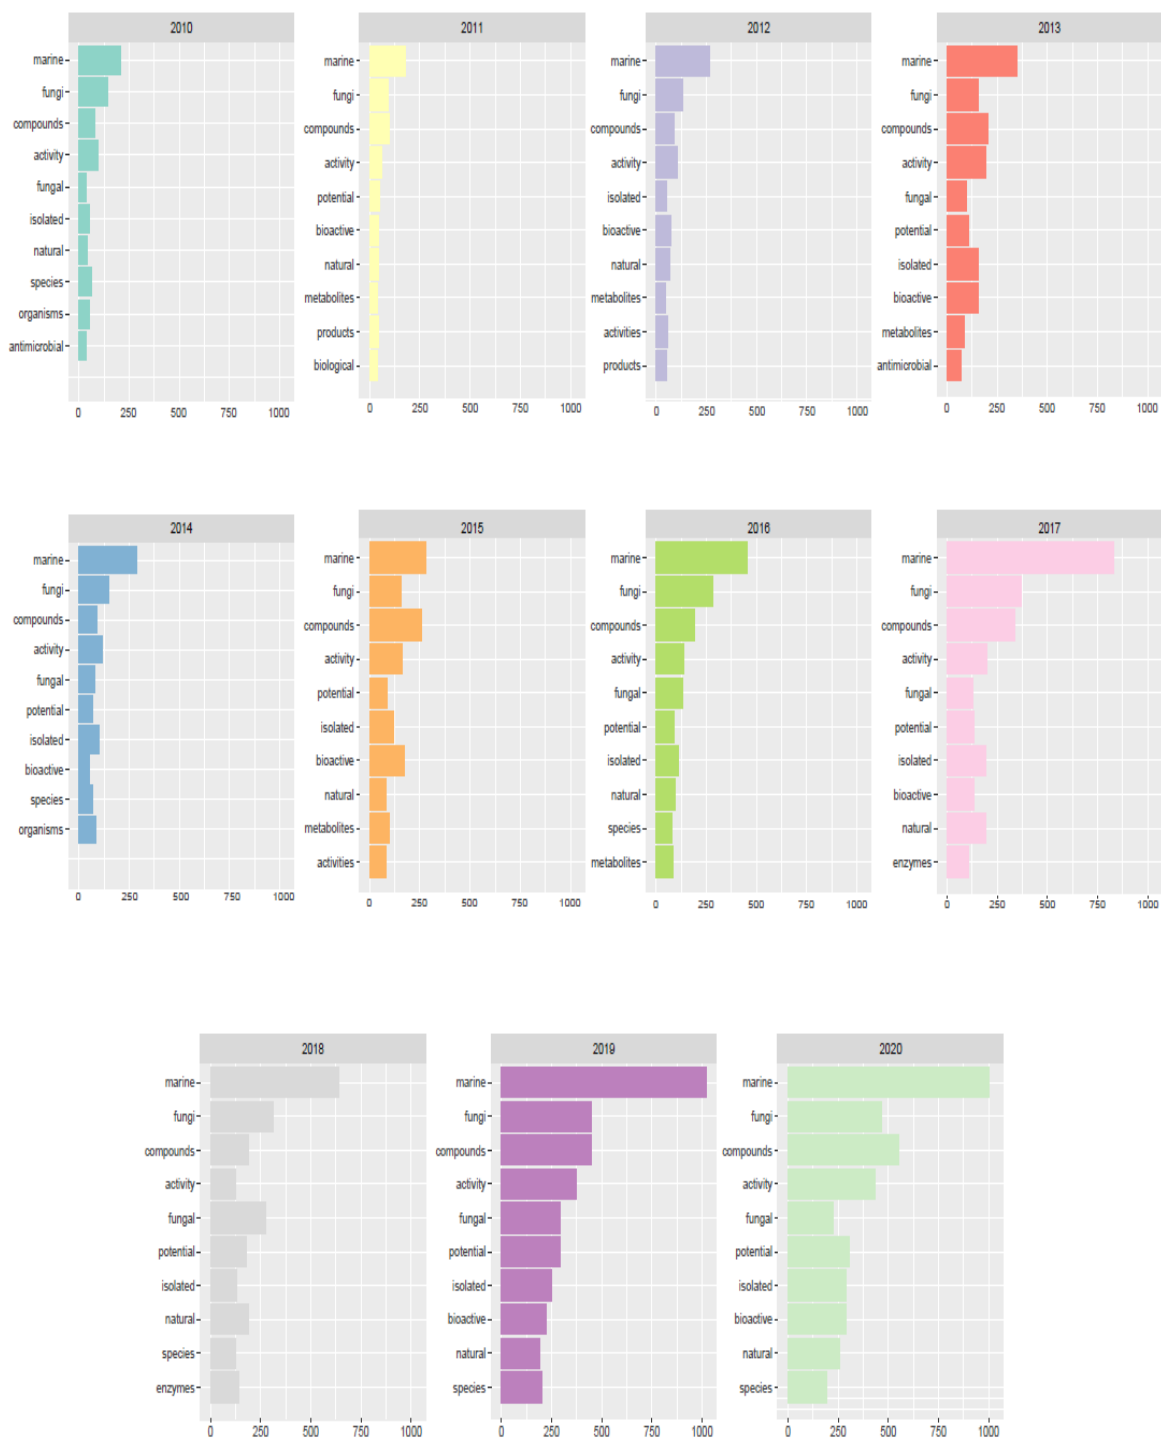 2010
marine
fungi
compounds
activity
fungal
isolated
natural
species
organisms
antimicrobial
0 250 500 750 1000
2011
marine
fungi
compounds
activity
potential
bioactive
natural
metabolites
products
biological
0 250 500 750 1000
2012
marine
fungi
compounds
activity
isolated
bioactive
natural
metabolites
activities
products
0 250 500 750 1000
2013
marine
fungi
compounds
activity
fungal
potential
isolated
bioactive
metabolites
antimicrobial
0 250 500 750 1000
2014
marine
fungi
compounds
activity
fungal
potential
isolated
bioactive
species
organisms
0 250 500 750 1000
2015
marine
fungi
compounds
activity
potential
isolated
bioactive
natural
metabolites
activities
0 250 500 750 1000
2016
marine
fungi
compounds
activity
fungal
potential
isolated
natural
species
metabolites
0 250 500 750 1000
2017
marine
fungi
compounds
activity
fungal
potential
isolated
bioactive
natural
enzymes
0 250 500 750 1000
2018
marine
fungi
compounds
activity
fungal
potential
isolated
natural
species
enzymes
0 250 500 750 1000
2019
marine
fungi
compounds
activity
fungal
potential
isolated
bioactive
natural
species
0 250 500 750 1000
2020
marine
fungi
compounds
activity
fungal
potential
isolated
bioactive
natural
species
0 250 500 750 1000